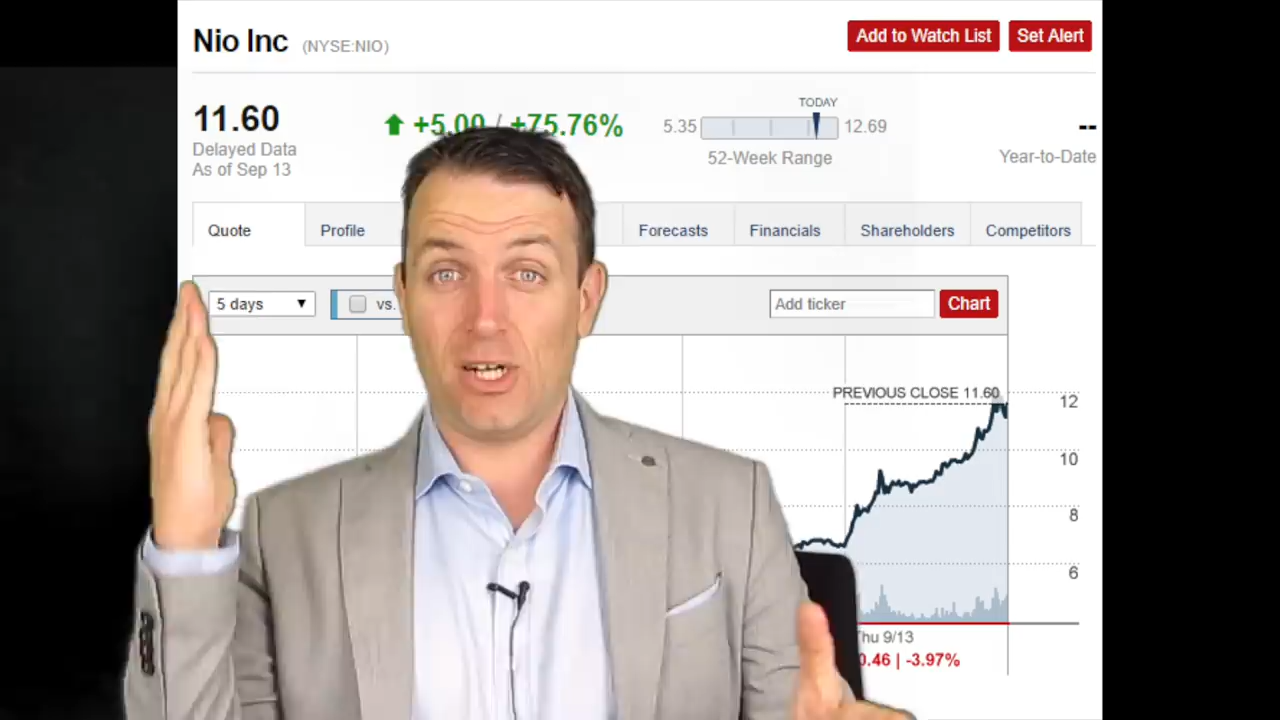 Nio Inc (NYSE:NIO)
Add to Watch List
Set Alert
11.60
Delayed Data
As of Sep 13
+5.00 / +75.76%
TODAY
5.35
12.69
52-Week Range
--
Year-to-Date
Quote
Profile
Forecasts
Financials
Shareholders
Competitors
5 days
vs.
Add ticker
Chart
PREVIOUS CLOSE 11.60
12
10
8
6
Thu 9/13
0.46 | -3.97%